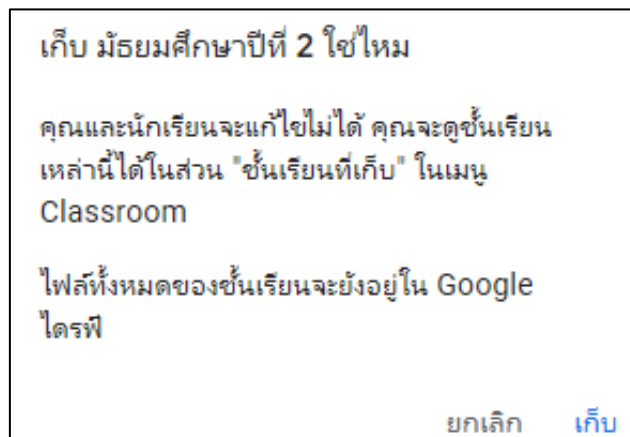 เก็บ มัธยมศึกษาปีที่ 2 ใช่ไหม
คุณและนักเรียนจะแก้ไขไม่ได้ คุณจะดูชั้นเรียน
เหล่านี้ได้ในส่วน "ชั้นเรียนที่เก็บ" ในเมนู
Classroom
ไฟล์ทั้งหมดของชั้นเรียนจะยังอยู่ใน Google
ไดรฟ์
ยกเลิก เก็บ